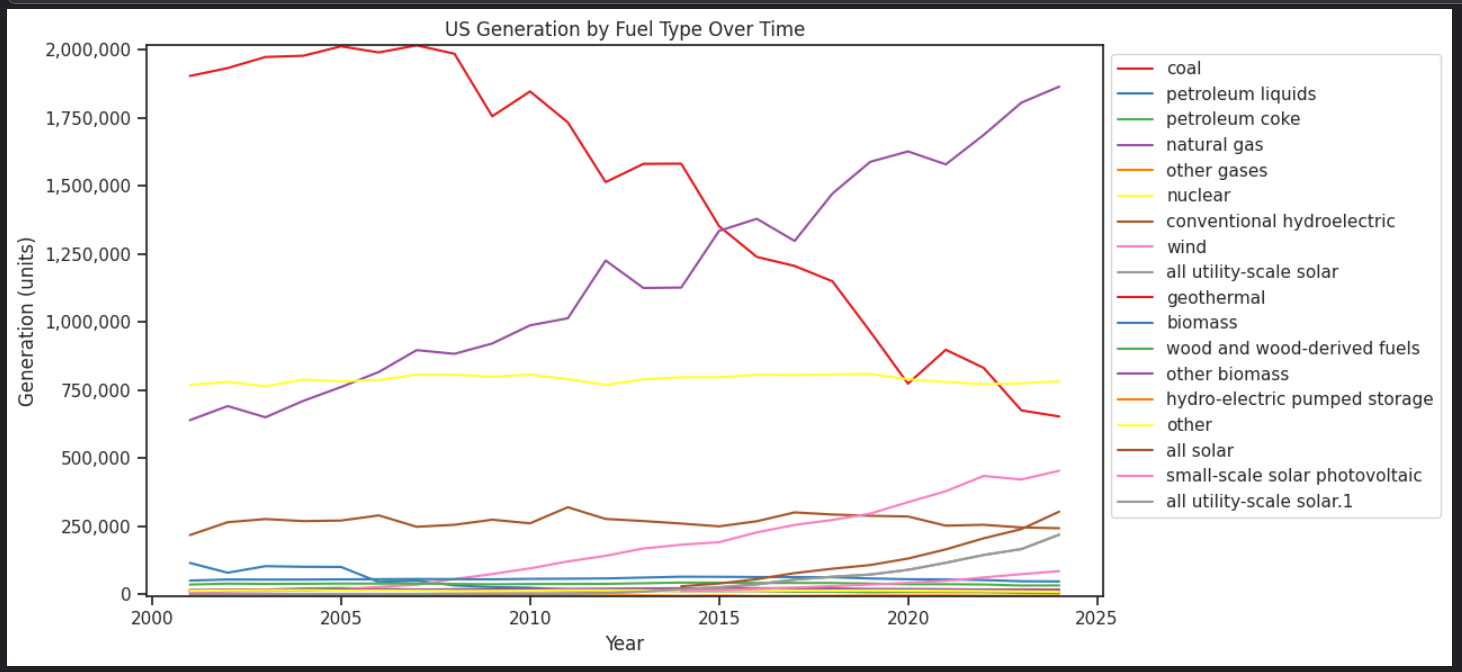 US Generation by Fuel Type Over Time
2,000,000
1,750,000
1,500,000
1,250,000
1,000,000
750,000
500,000
250,000
0
Generation (units)
2000
2005
2010
2015
2020
2025
Year
coal
petroleum liquids
petroleum coke
natural gas
other gases
nuclear
conventional hydroelectric
wind
all utility-scale solar
geothermal
biomass
wood and wood-derived fuels
other biomass
hydro-electric pumped storage
other
all solar
small-scale solar photovoltaic
all utility-scale solar.1